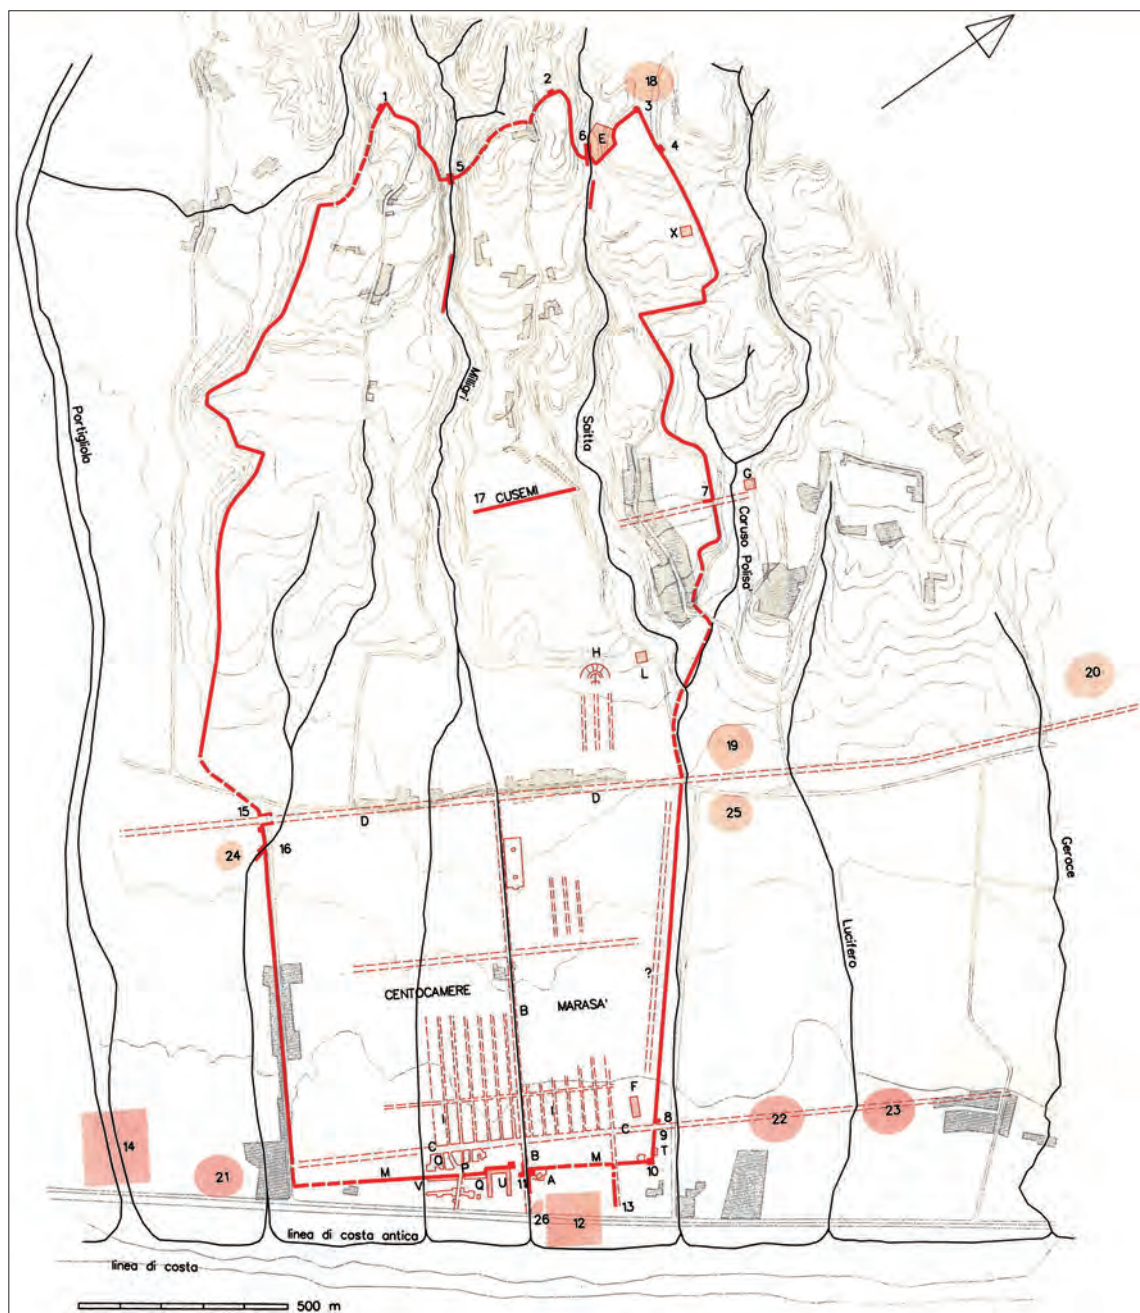 18
1
2
3
6
E
4
5
X
Portigliola
Milligri
Saitta
17 CUSEMI
7
G
Caruso Polisa'
H
L
20
19
15
D
D
25
24
16
Geroce
Lucifero
CENTOCAMERE
MARASA'
?
B
I
I
F
C
C
8
9
22
23
14
21
M
O
P
B
M
T
10
V
Q
U
11
A
26
12
13
linea di costa antica
linea di costa
500 m